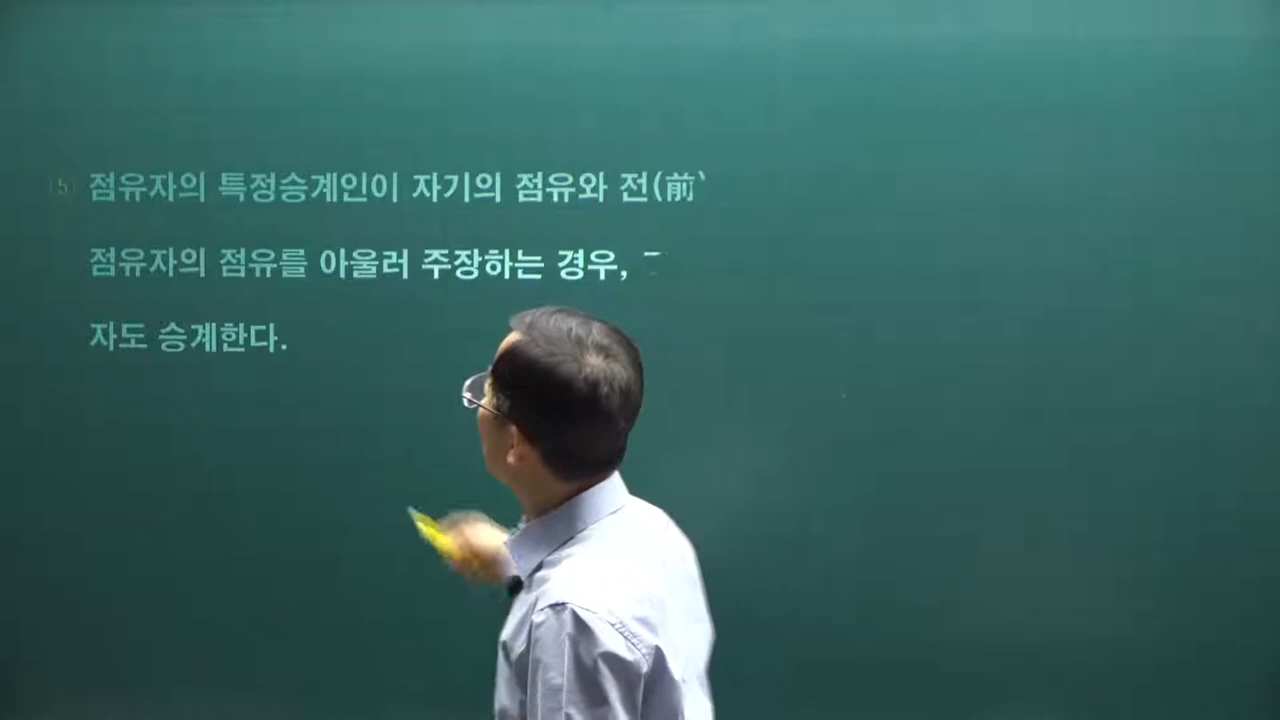 ⑤ 점유자의 특정승계인이 자기의 점유와 전(前
점유자의 점유를 아울러 주장하는 경우,
자도 승계한다.